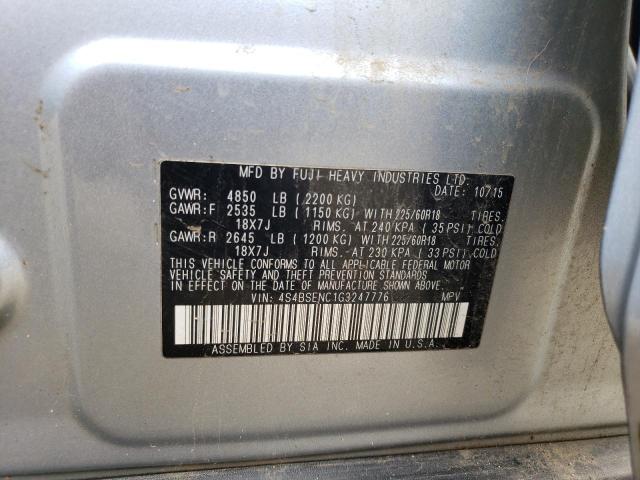 MFD BY FUJI HEAVY INDUSTRIES LTD.
DATE: 10/15
GVWR: 4850 LB (2200 KG)
GAWR:F 2535 LB (1150 KG) WITH 225/60R18 TIRES.
18X7J RIMS. AT 240 KPA (35 PSI) COLD
GAWR:R 2645 LB (1200 KG) WITH 225/60R18 TIRES.
18X7J RIMS.-AT 230 KPA (33 PSI) COLD
THIS VEHICLE CONFORMS TO ALL APPLICABLE FEDERAL MOTOR
VEHICLE SAFETY AND THEFT PREVENTION STANDARDS
IN EFFECT ON THE DATE OF MANUFACTURE SHOWN ABOVE.
VIN: 4S4BSENC1G3247776 MPV
ASSEMBLED BY SIA INC. MADE IN U.S.A.